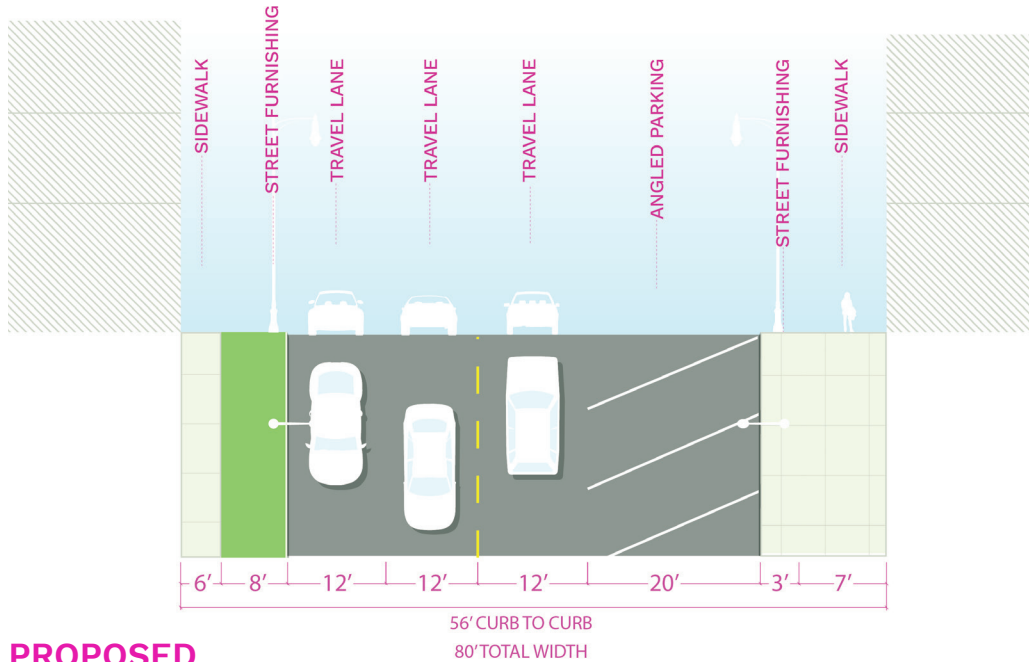 SIDEWALK
STREET FURNISHING
TRAVEL LANE
TRAVEL LANE
TRAVEL LANE
ANGLED PARKING
STREET FURNISHING
SIDEWALK
6’ 8’ 12’ 12’ 12’ 20’ 3’ 7’
56’ CURB TO CURB
80’ TOTAL WIDTH
PROPOSED